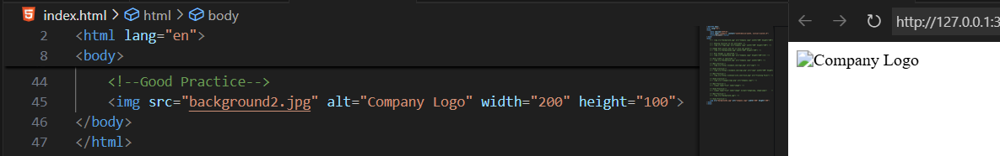 index.html > html > body
2 <html lang="en">
8 <body>
44 <!--Good Practice-->
45 <img src="background2.jpg" alt="Company Logo" width="200" height="100">
46 </body>
47 </html>
http://127.0.0.1:3
Company Logo